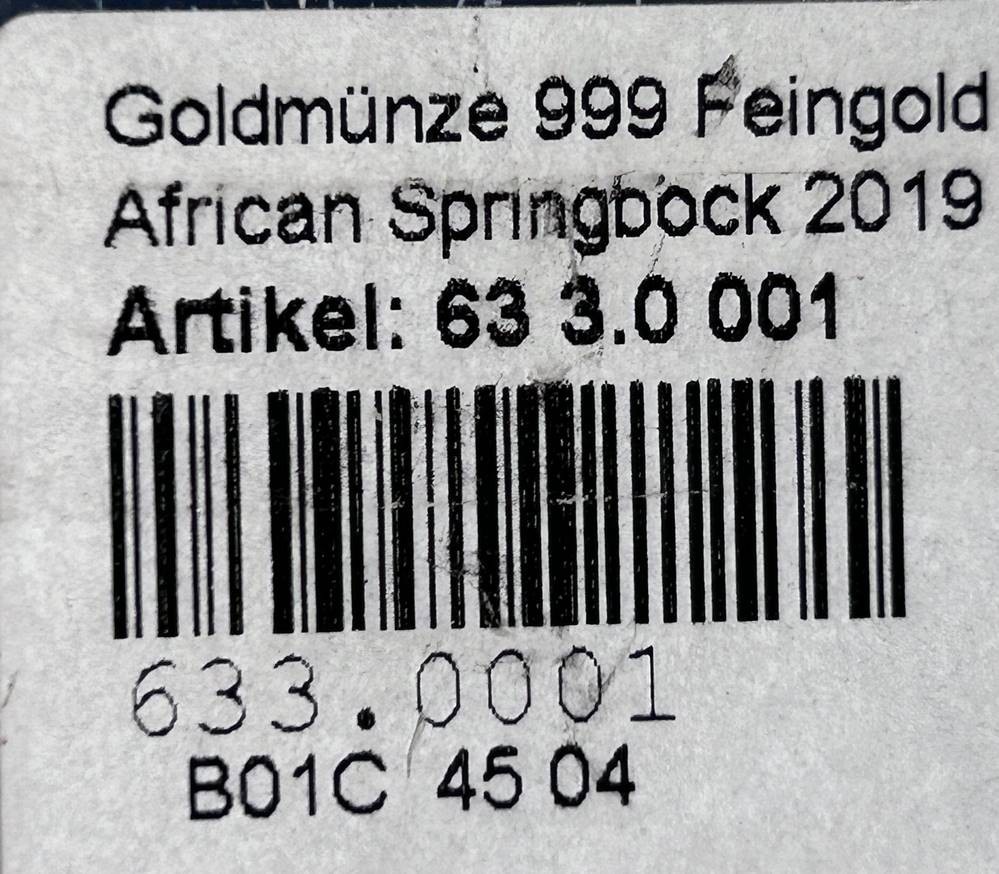 Goldmünze 999 Feingold
African Springbock 2019
Artikel: 63 3.0 001
633.0001
B01C 45 04